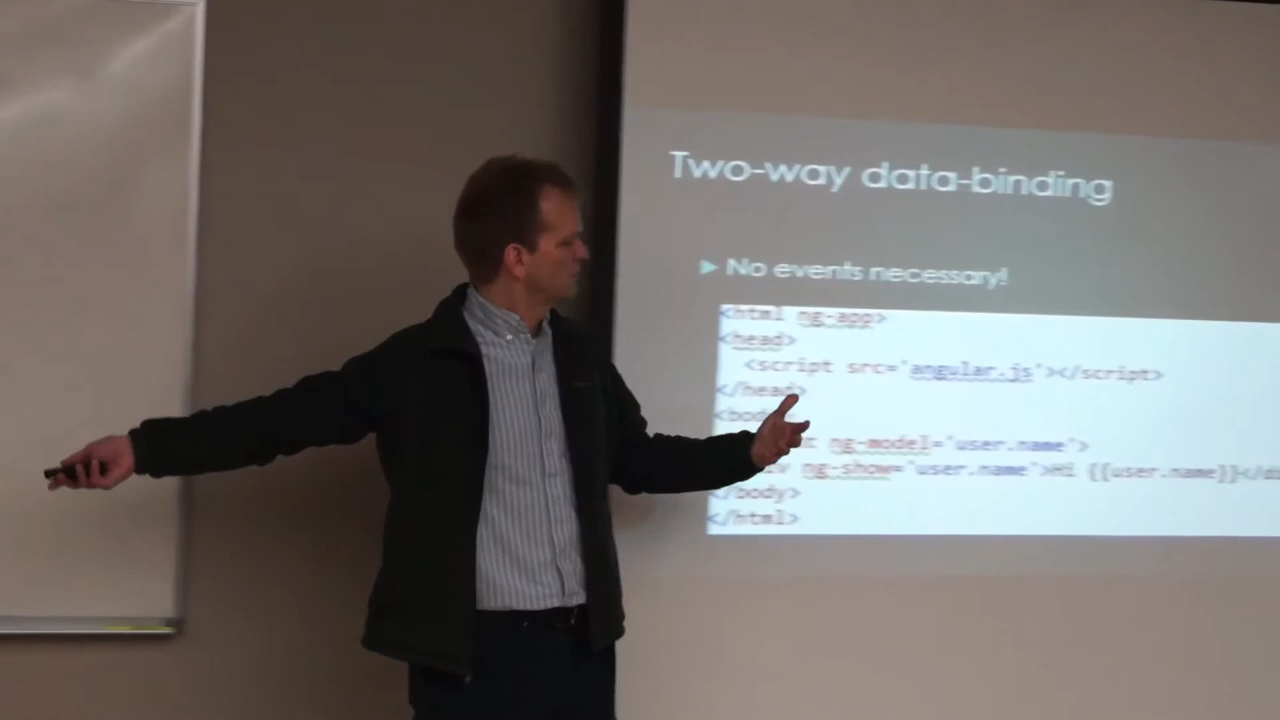 Two-way data-binding
► No events necessary!
<html ng-app>
<head>
<script src='angular.js'></script>
</head>
<body>
ng-model='user.name'>
ng-show='user.name'>Hi {{user.name}}</di
</body>
</html>